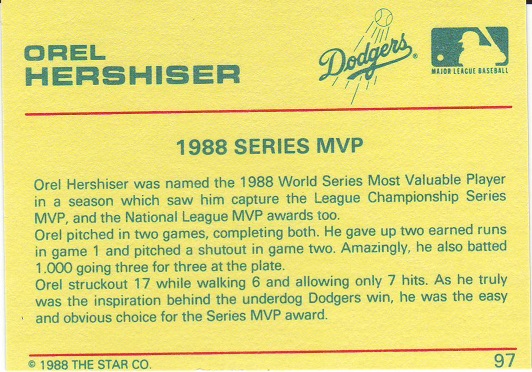 OREL
HERSHISER
Dodgers
MAJOR LEAGUE BASEBALL
1988 SERIES MVP
Orel Hershiser was named the 1988 World Series Most Valuable Player
in a season which saw him capture the League Championship Series
MVP, and the National League MVP awards too.
Orel pitched in two games, completing both. He gave up two earned runs
in game 1 and pitched a shutout in game two. Amazingly, he also batted
1.000 going three for three at the plate.
Orel struckout 17 while walking 6 and allowing only 7 hits. As he truly
was the inspiration behind the underdog Dodgers win, he was the easy
and obvious choice for the Series MVP award.
© 1988 THE STAR CO. 97